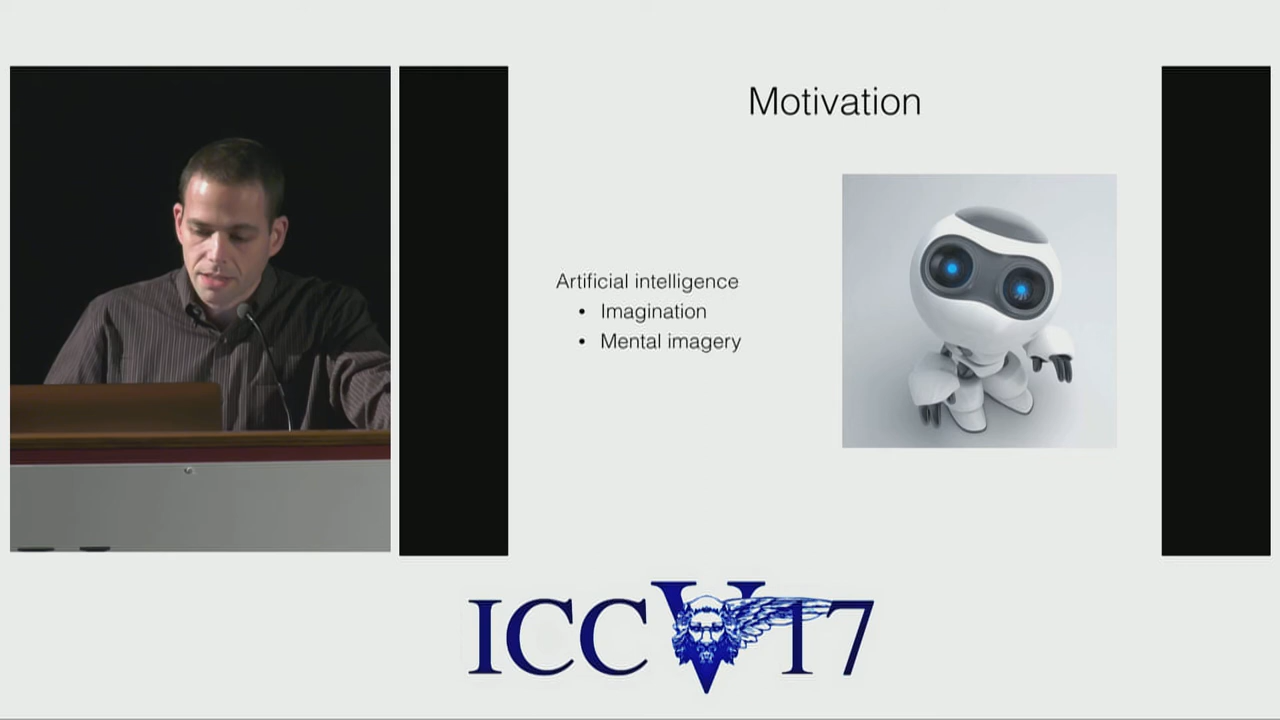 Motivation
Artificial intelligence
• Imagination
• Mental imagery
ICCV17